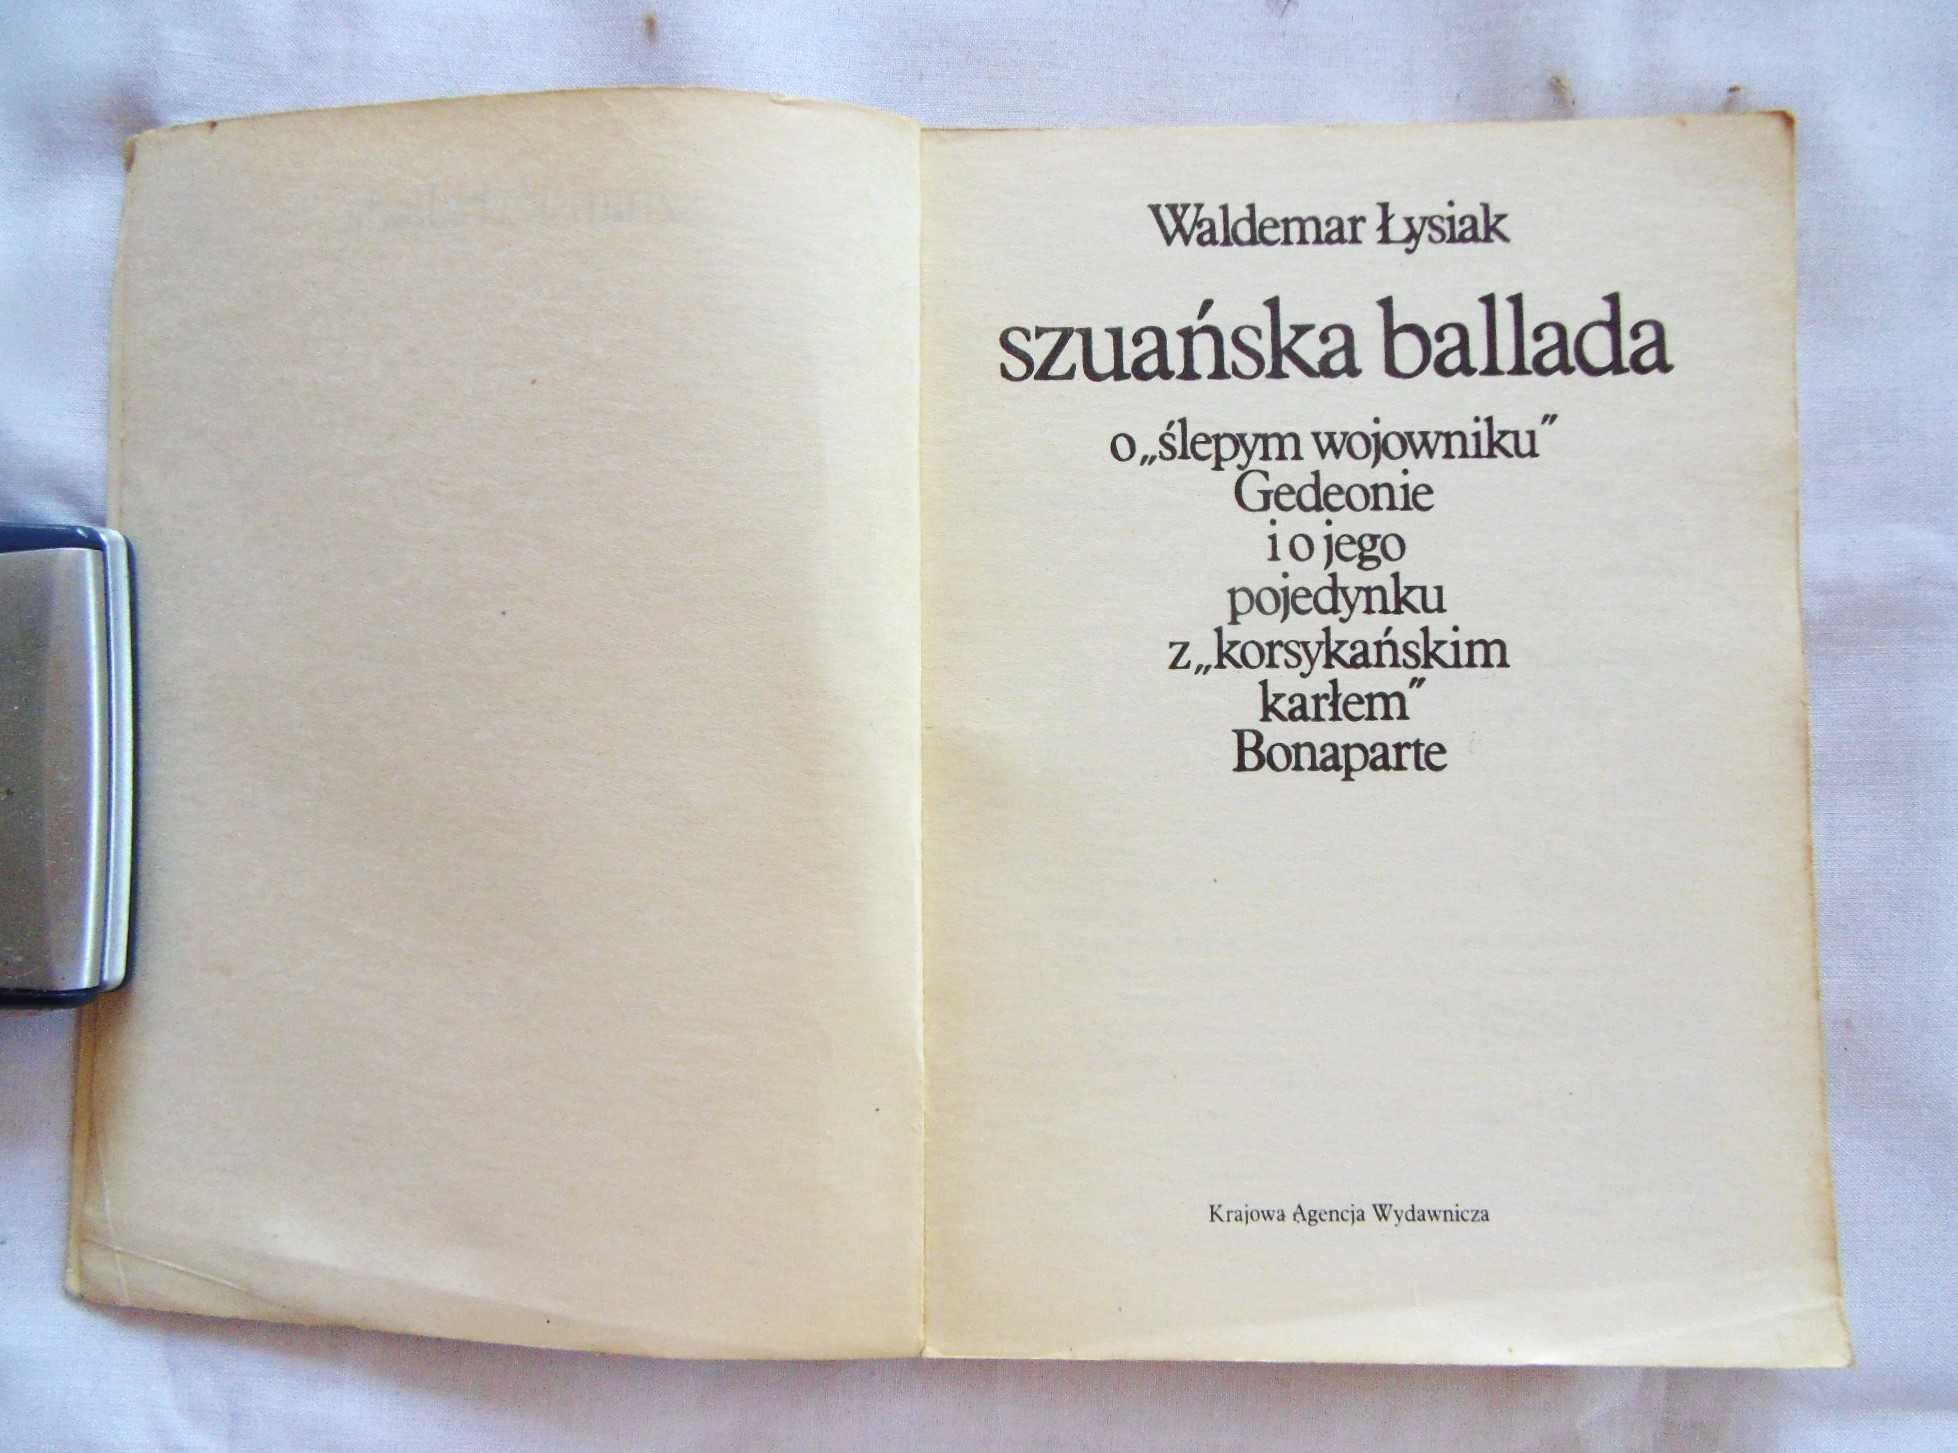 Waldemar Łysiak
szuańska ballada
o „ślepym wojowniku”
Gedeonie
i o jego
pojedynku
z „korsykańskim
karłem”
Bonaparte
Krajowa Agencja Wydawnicza